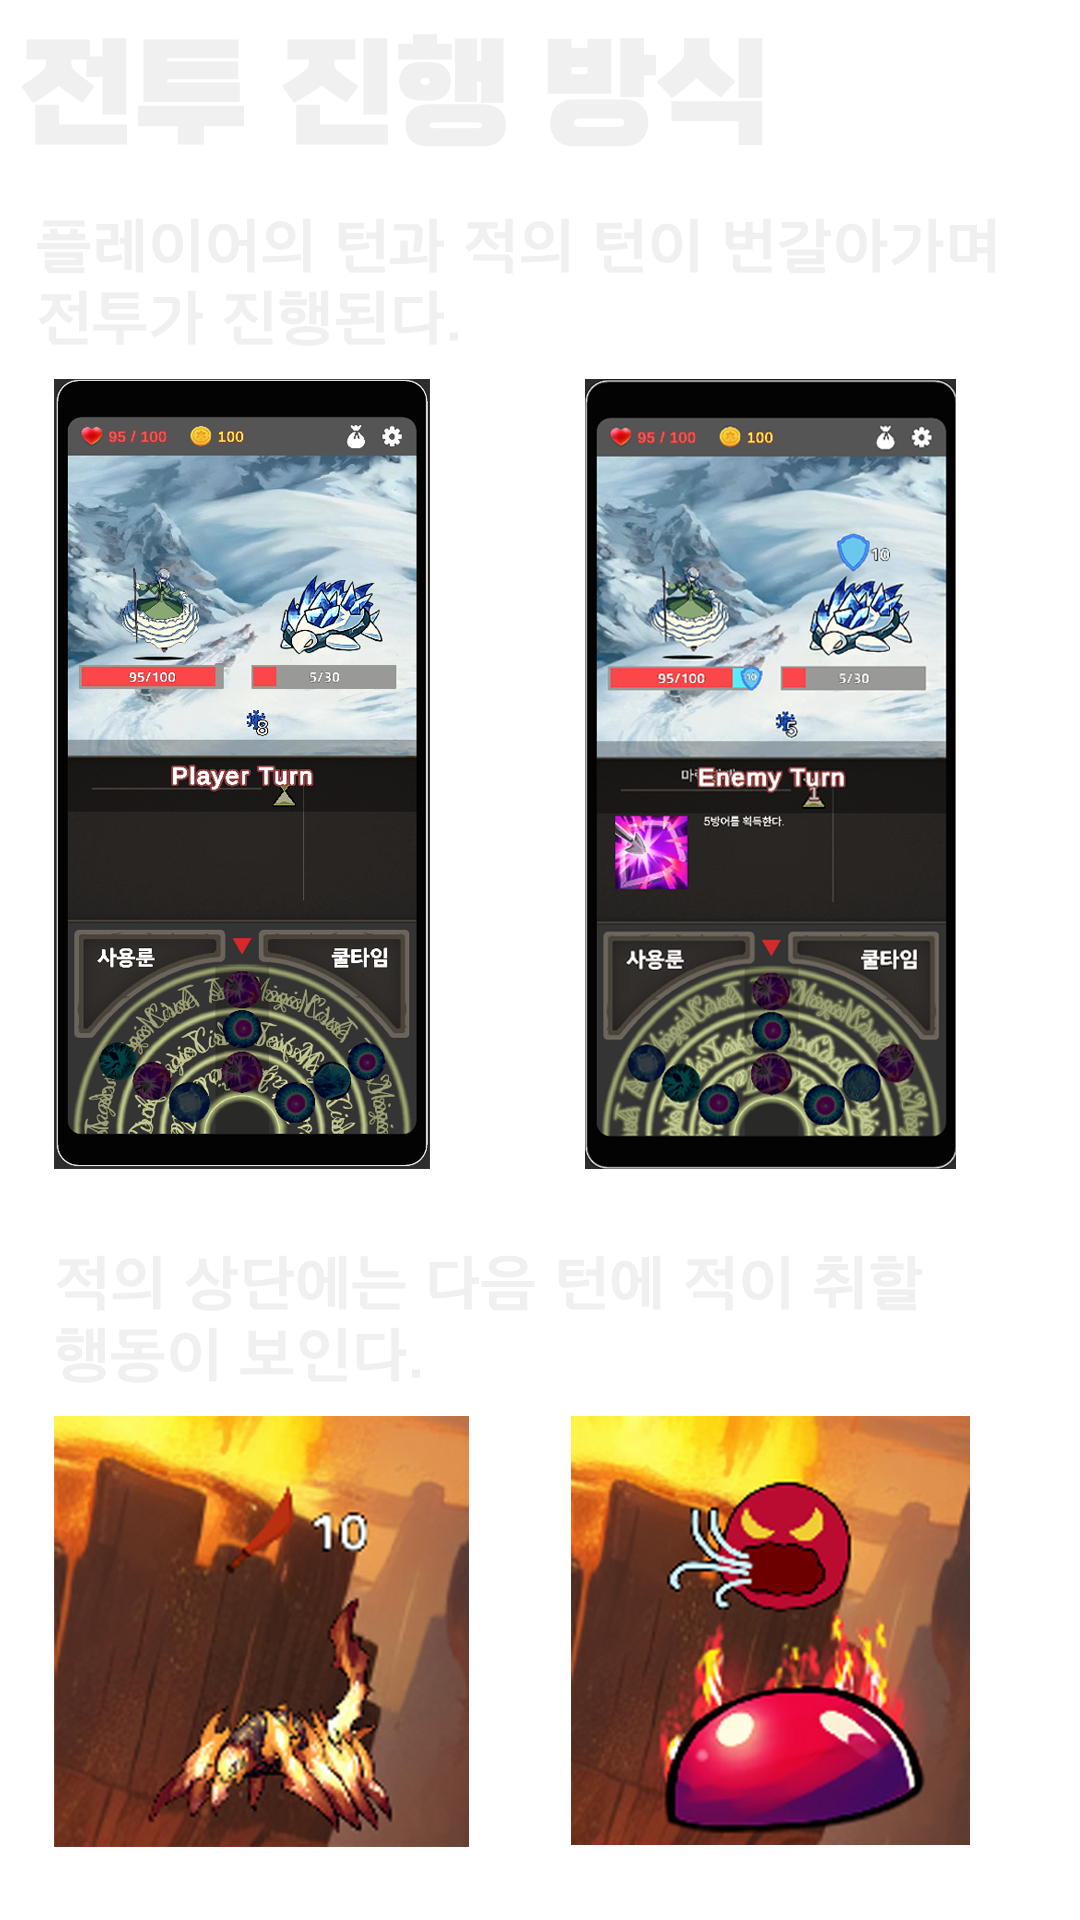 전투 진행 방식
플레이어의 턴과 적의 턴이 번갈아가며
전투가 진행된다.
95 / 100
100
95/100
5/30
8
Player Turn
사용룬
쿨타임
95 / 100
100
10
95/100
10
5/30
5
Enemy Turn
1
5방어를 획득한다.
사용룬
쿨타임
적의 상단에는 다음 턴에 적이 취할
행동이 보인다.
10